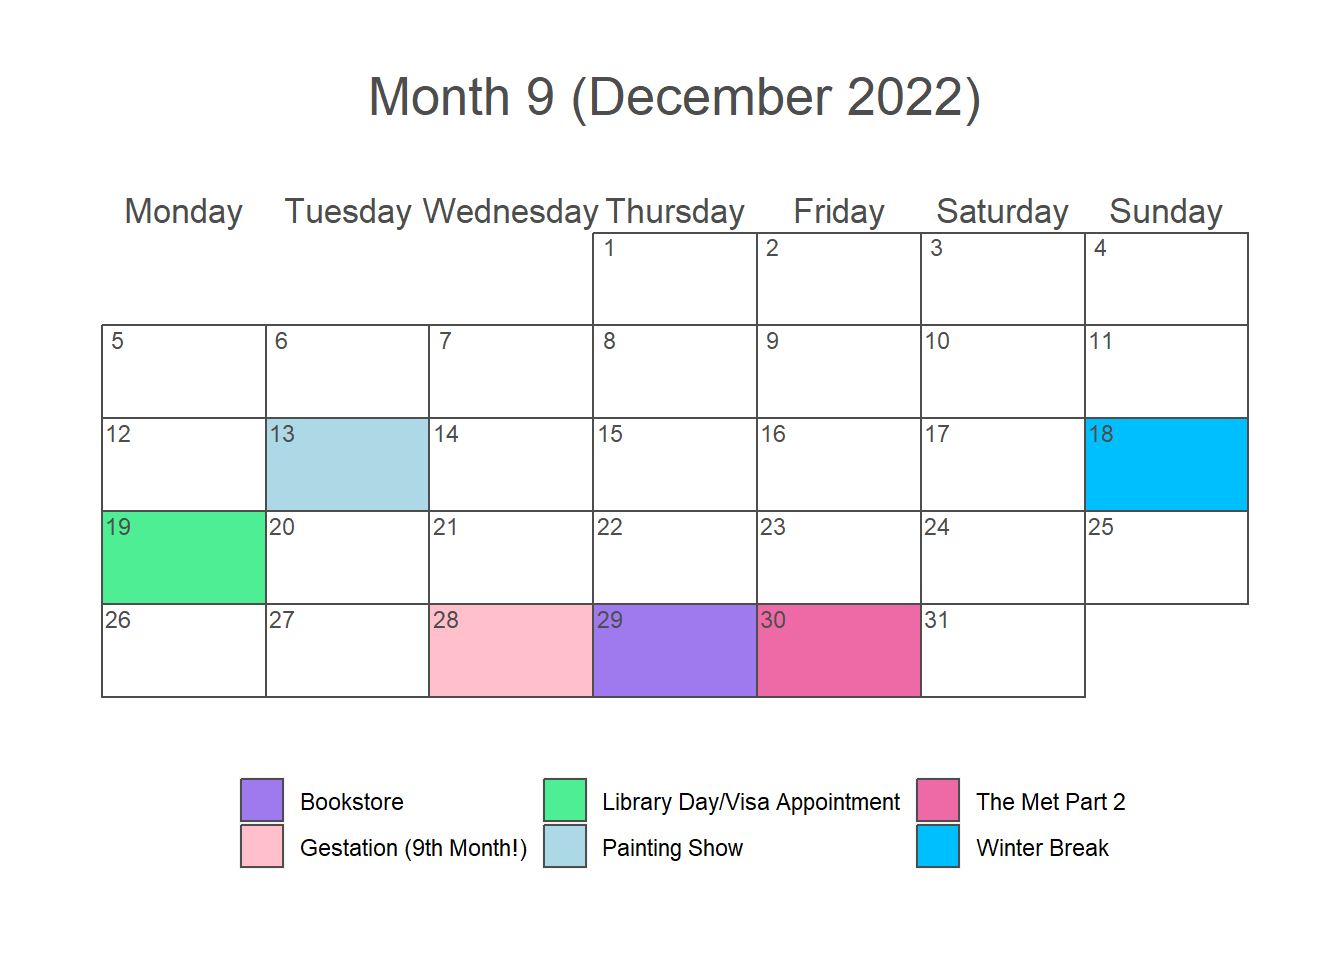 Month 9 (December 2022)
Monday Tuesday Wednesday Thursday Friday Saturday Sunday
1 2 3 4
5 6 7 8 9 10 11
12 13 14 15 16 17 18
19 20 21 22 23 24 25
26 27 28 29 30 31
Bookstore Library Day/Visa Appointment The Met Part 2
Gestation (9th Month!) Painting Show Winter Break